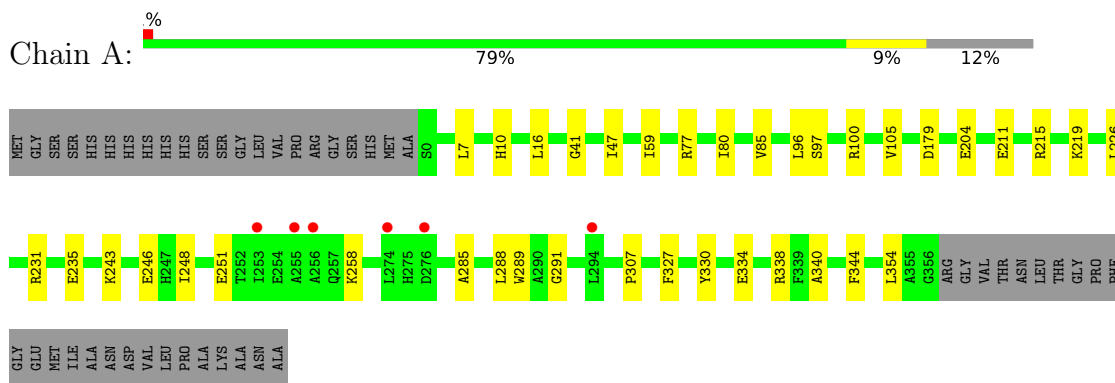 .%
Chain A:
79% 9% 12%
MET GLY SER SER HIS HIS HIS HIS HIS HIS SER SER GLY LEU VAL PRO ARG GLY SER HIS MET ALA S0 L7 H10 L16 G41 I47 I59 R77 I80 V85 L96 S97 R100 V105 D179 E204 E211 R215 K219 L226
R231 E235 K243 E246 H247 I248 E251 T252 I253 E254 A255 A256 Q257 K258 L274 H275 D276 A285 L288 W289 A290 G291 L294 P307 F327 Y330 E334 R338 F339 A340 F344 L354 A355 G356 ARG GLY VAL THR ASN LEU THR GLY PRO PHE
GLY GLU MET ILE ALA ASN ASP VAL LEU PRO ALA LYS ALA ASN ALA